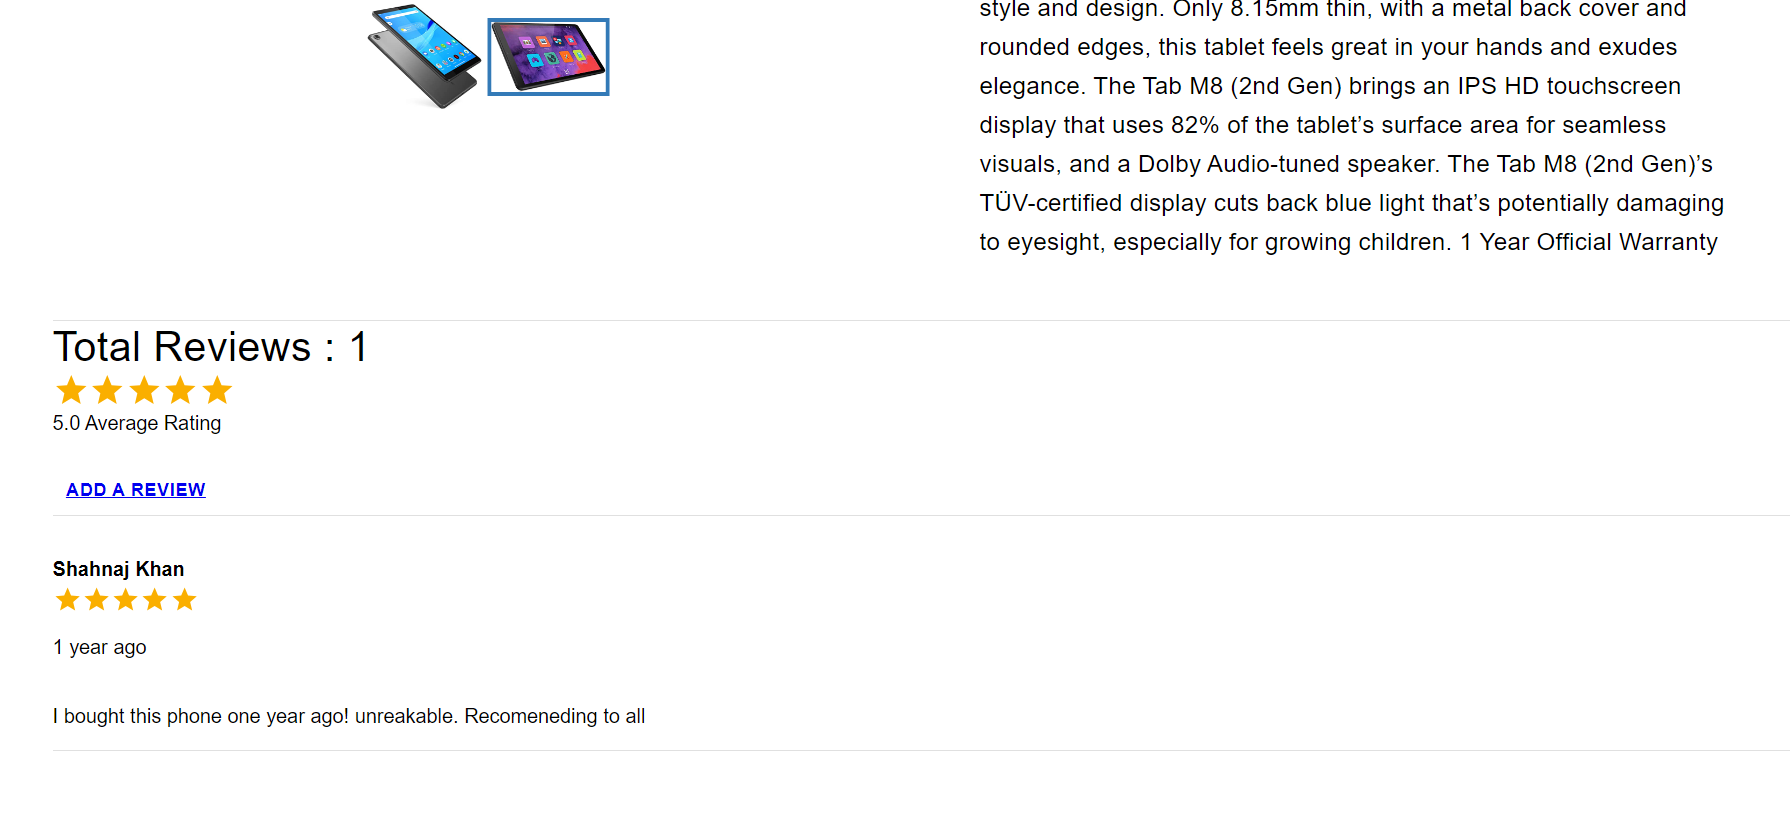 style and design. Only 8.15mm thin, with a metal back cover and
rounded edges, this tablet feels great in your hands and exudes
elegance. The Tab M8 (2nd Gen) brings an IPS HD touchscreen
display that uses 82% of the tablet’s surface area for seamless
visuals, and a Dolby Audio-tuned speaker. The Tab M8 (2nd Gen)’s
TÜV-certified display cuts back blue light that’s potentially damaging
to eyesight, especially for growing children. 1 Year Official Warranty
Total Reviews : 1
5.0 Average Rating
ADD A REVIEW
Shahnaj Khan
1 year ago
I bought this phone one year ago! unreakable. Recomeneding to all